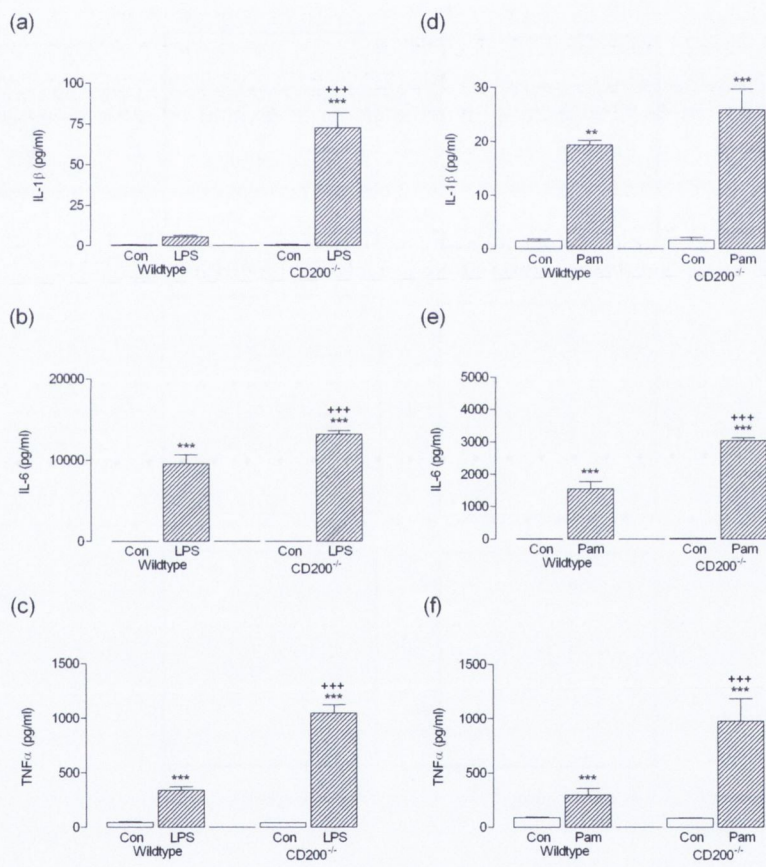 (a)
IL-1β (pg/ml)
100
75
50
25
0
+++
***
Con LPS Con LPS
Wildtype CD200-/-
(d)
IL-1β (pg/ml)
30
20
10
0
** ***
Con Pam Con Pam
Wildtype CD200-/-
(b)
IL-6 (pg/ml)
20000
10000
0
+++
*** ***
Con LPS Con LPS
Wildtype CD200-/-
(e)
IL-6 (pg/ml)
5000
4000
3000
2000
1000
0
+++
*** ***
Con Pam Con Pam
Wildtype CD200-/-
(c)
TNFα (pg/ml)
1500
1000
500
0
+++
*** ***
Con LPS Con LPS
Wildtype CD200-/-
(f)
TNFα (pg/ml)
1500
1000
500
0
+++
*** ***
Con Pam Con Pam
Wildtype CD200-/-